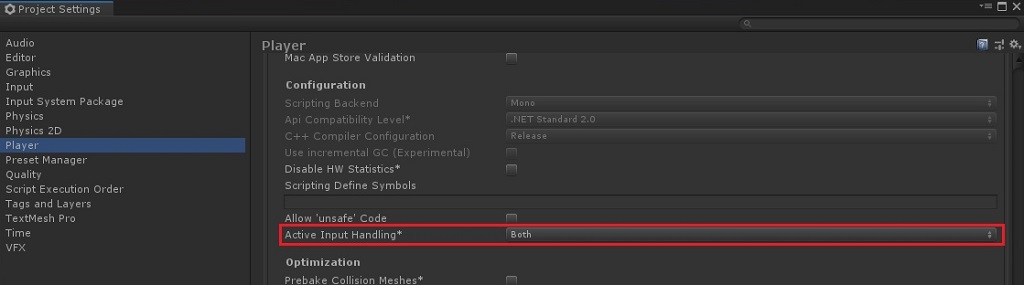 Project Settings
Audio
Editor
Graphics
Input
Input System Package
Physics
Physics 2D
Player
Preset Manager
Quality
Script Execution Order
Tags and Layers
TextMesh Pro
Time
VFX
Player
Mac App Store Validation
Configuration
Scripting Backend Mono
Api Compatibility Level* .NET Standard 2.0
C++ Compiler Configuration Release
Use incremental GC (Experimental)
Disable HW Statistics*
Scripting Define Symbols
Allow 'unsafe' Code
Active Input Handling* Both
Optimization
Prebake Collision Meshes*